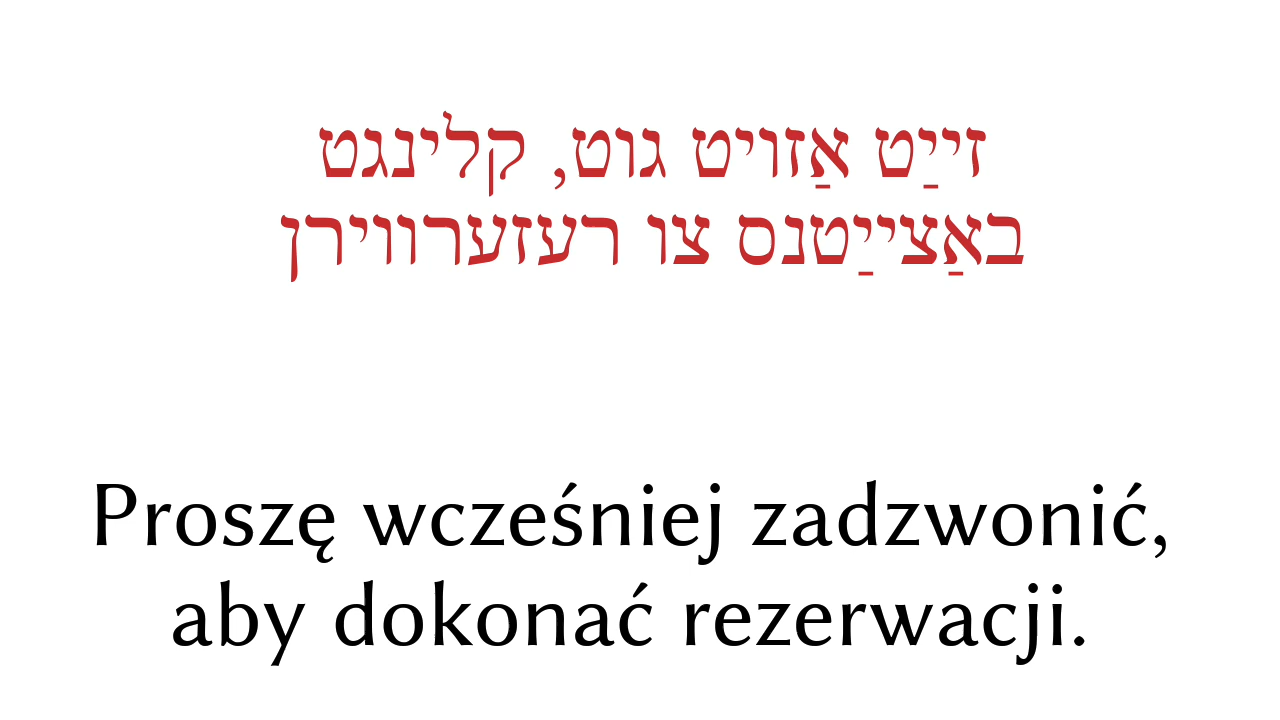 זייַט אַזויט גוט, קלינגט
באַצייַטנס צו רעזערווירן
Proszę wcześniej zadzwonić,
aby dokonać rezerwacji.